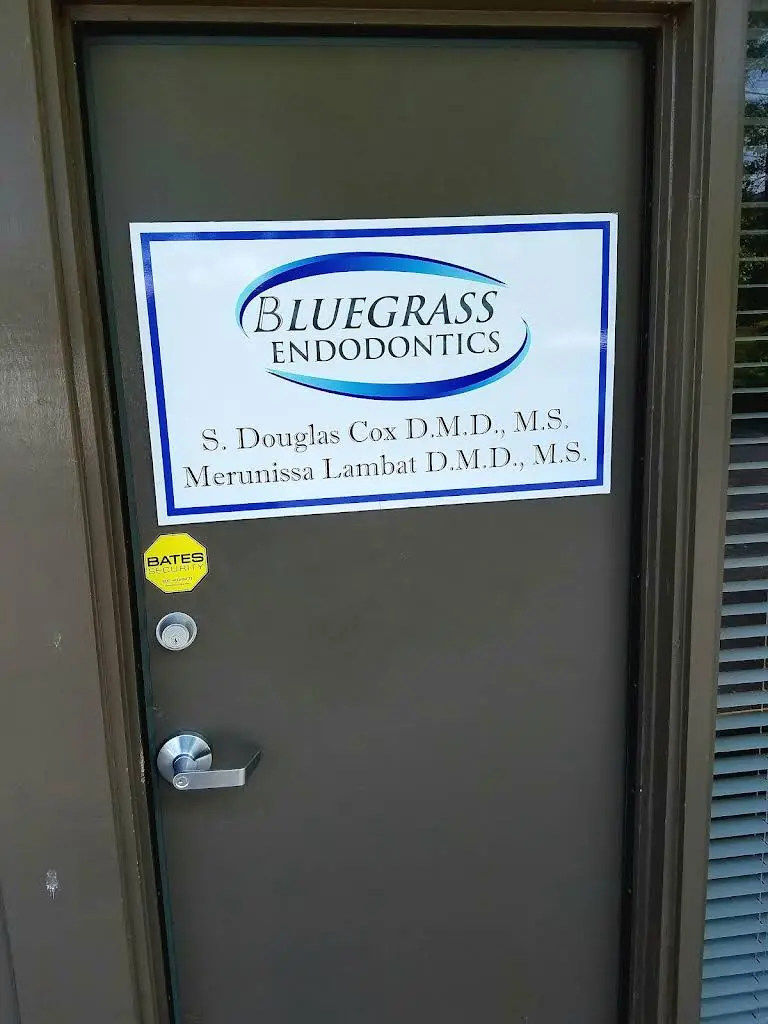 BLUEGRASS
ENDODONTICS
S. Douglas Cox D.M.D., M.S.
Merunissa Lambat D.M.D., M.S.
BATES
SECURITY